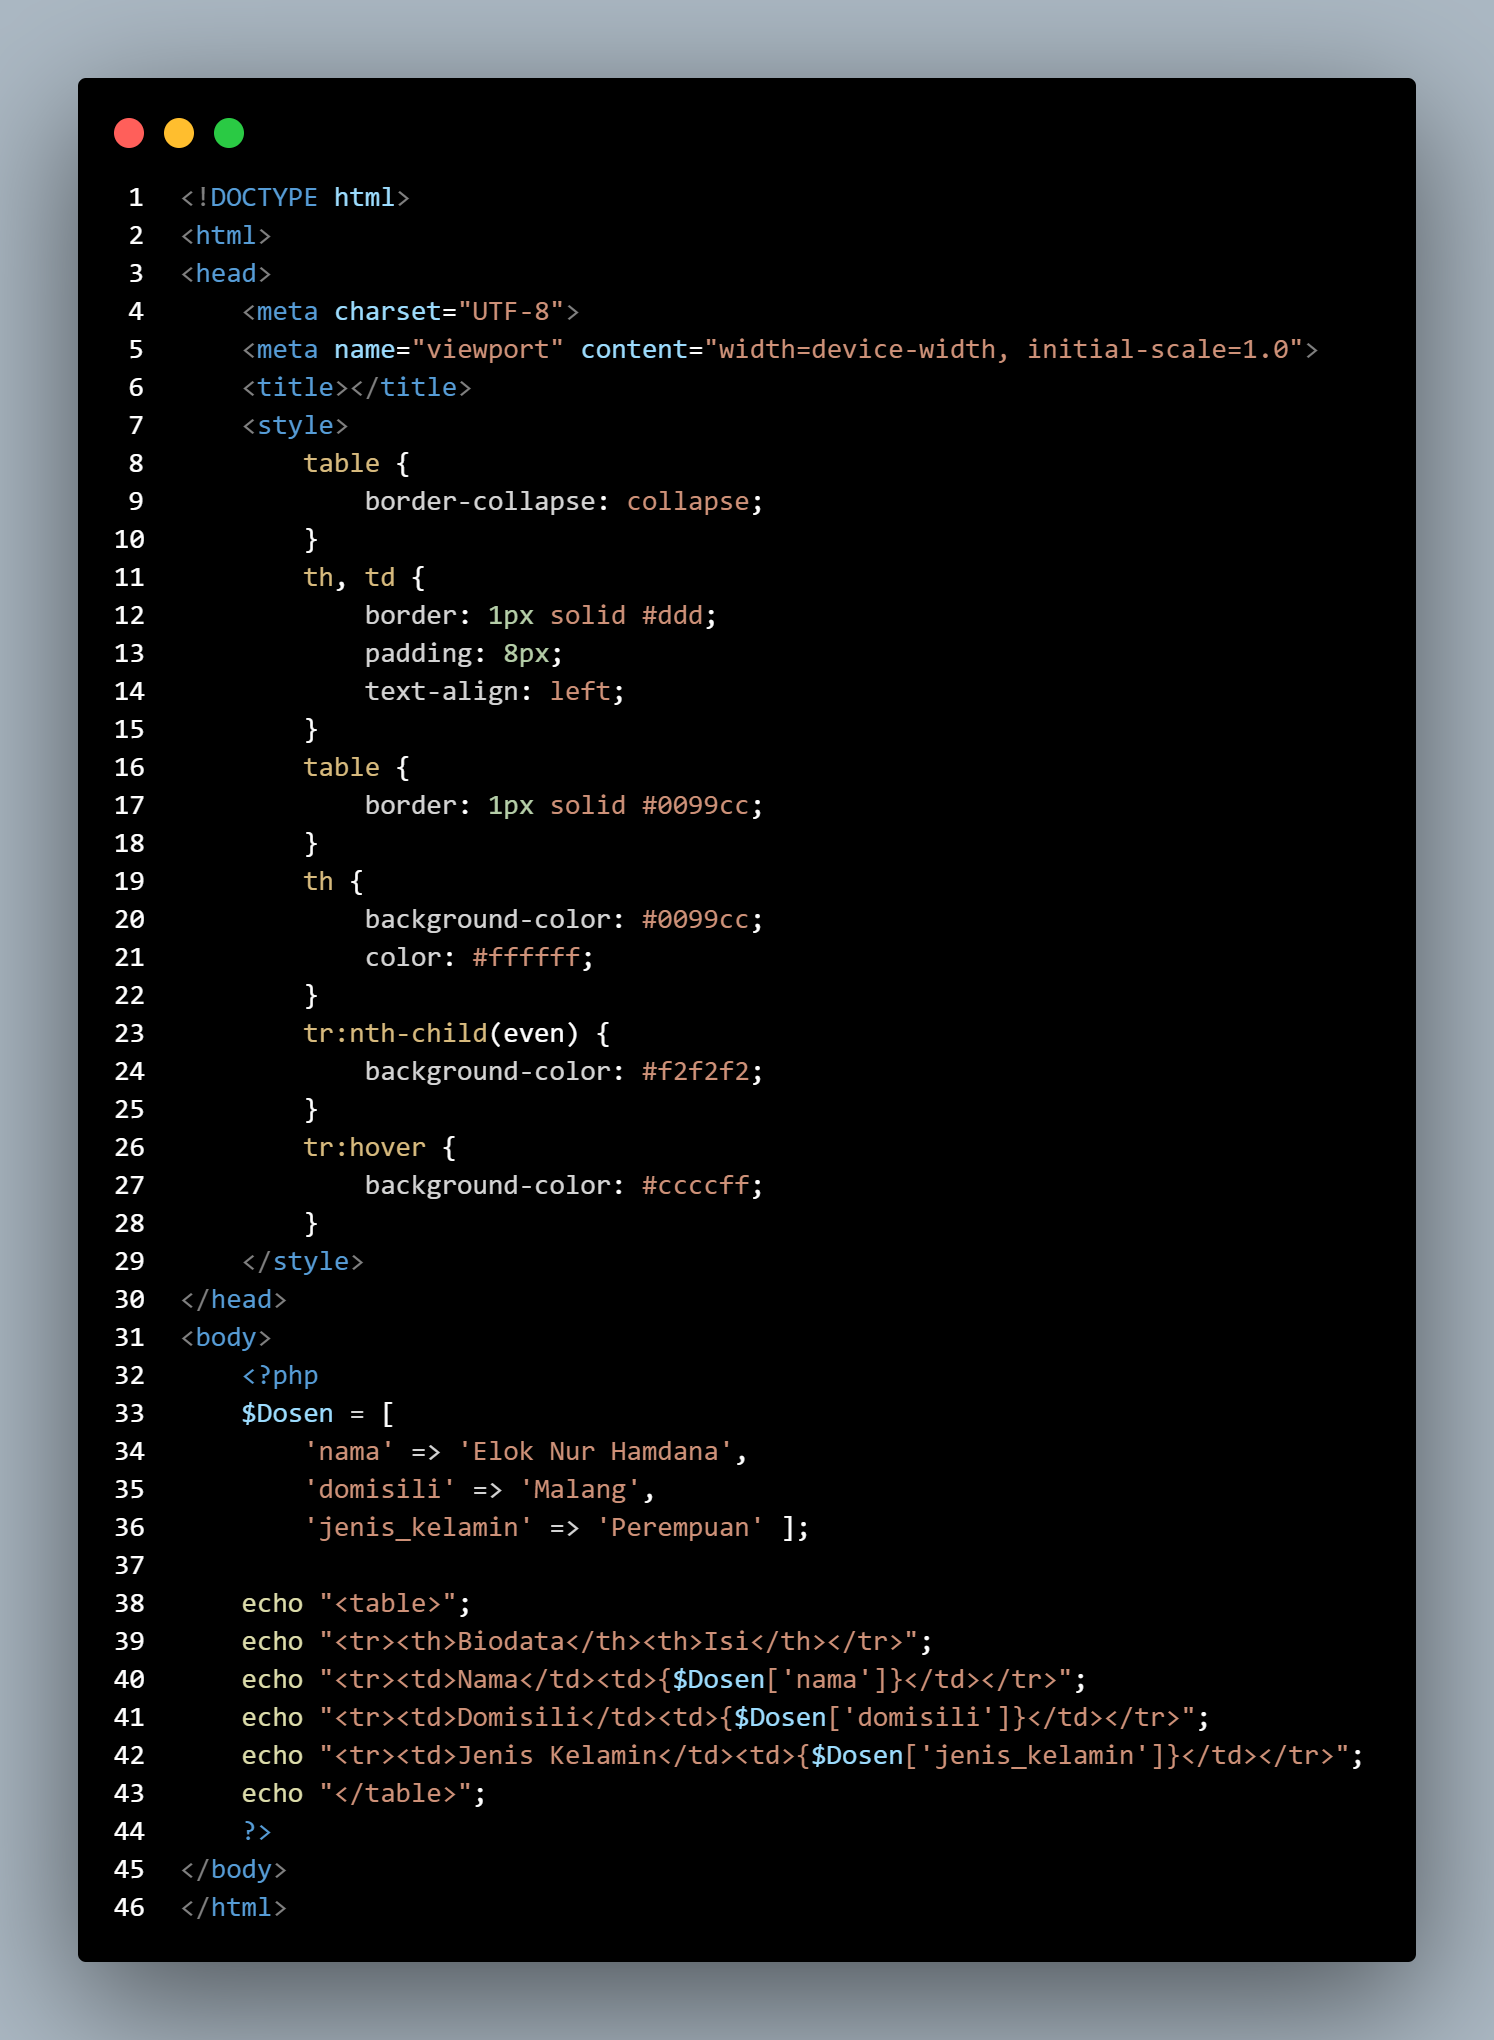 1 <!DOCTYPE html>
2 <html>
3 <head>
4     <meta charset="UTF-8">
5     <meta name="viewport" content="width=device-width, initial-scale=1.0">
6     <title></title>
7     <style>
8         table {
9             border-collapse: collapse;
10         }
11         th, td {
12             border: 1px solid #ddd;
13             padding: 8px;
14             text-align: left;
15         }
16         table {
17             border: 1px solid #0099cc;
18         }
19         th {
20             background-color: #0099cc;
21             color: #ffffff;
22         }
23         tr:nth-child(even) {
24             background-color: #f2f2f2;
25         }
26         tr:hover {
27             background-color: #ccccff;
28         }
29     </style>
30 </head>
31 <body>
32     <?php
33     $Dosen = [
34         'nama' => 'Elok Nur Hamdana',
35         'domisili' => 'Malang',
36         'jenis_kelamin' => 'Perempuan' ];
37
38     echo "<table>";
39     echo "<tr><th>Biodata</th><th>Isi</th></tr>";
40     echo "<tr><td>Nama</td><td>{$Dosen['nama']}</td></tr>";
41     echo "<tr><td>Domisili</td><td>{$Dosen['domisili']}</td></tr>";
42     echo "<tr><td>Jenis Kelamin</td><td>{$Dosen['jenis_kelamin']}</td></tr>";
43     echo "</table>";
44     ?>
45 </body>
46 </html>